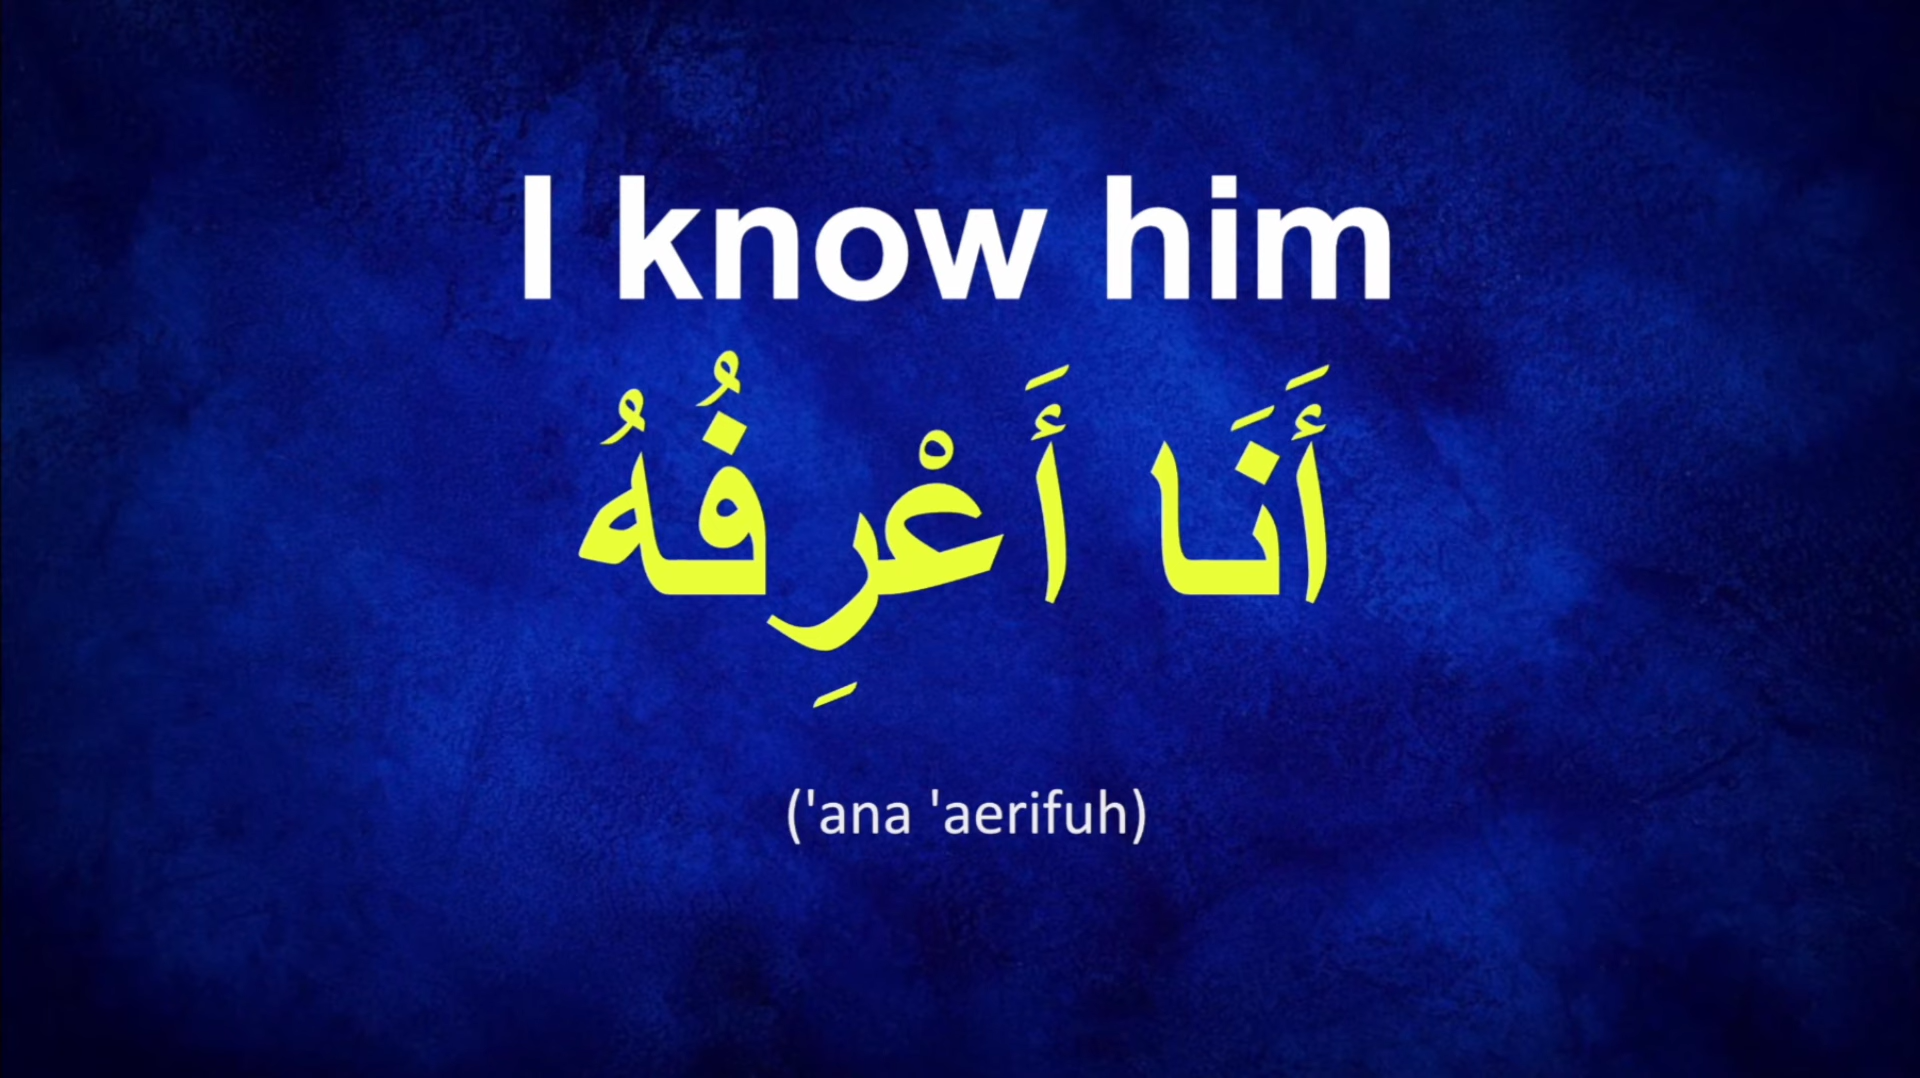 I know him
أَنَا أَعْرِفُهُ
('ana 'aerifuh)